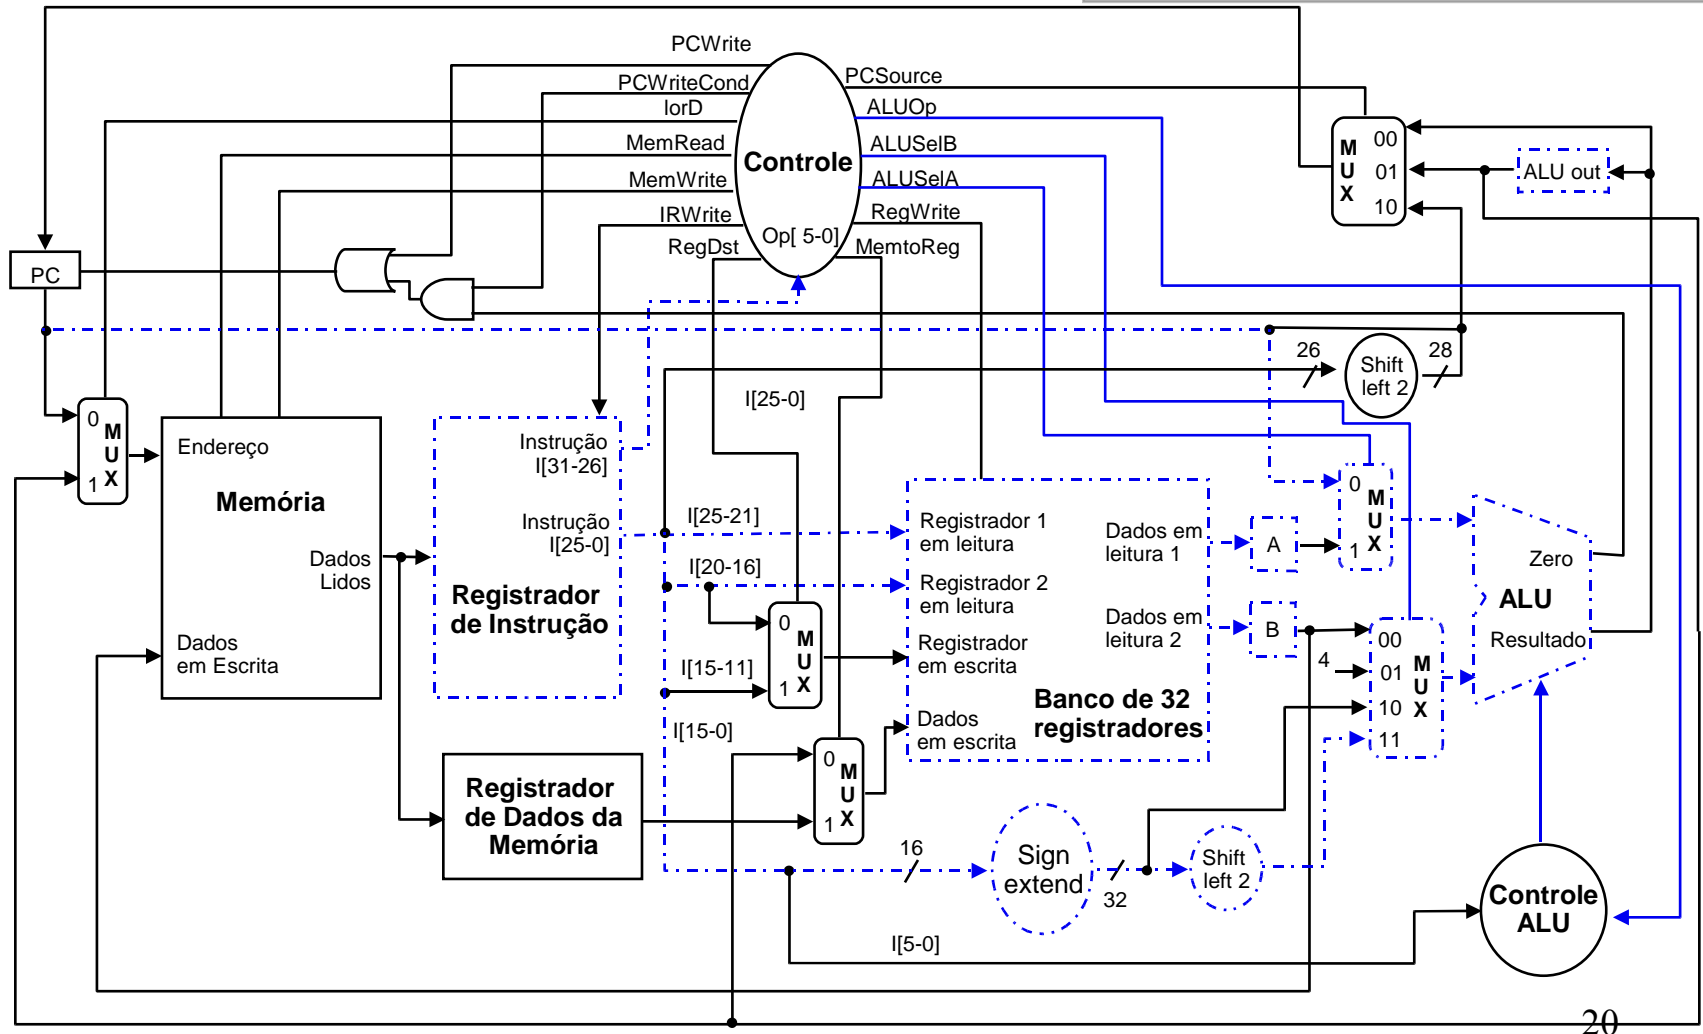 PCWrite
PCWriteCond
IorD
MemRead
MemWrite
IRWrite
RegDst
Controle
Op[ 5-0]
PCSource
ALUOp
ALUSelB
ALUSelA
RegWrite
MemtoReg
M
U
X
00
01
10
ALU out
PC
26
Shift
left 2
28
I[25-0]
0
1
M
U
X
Endereço
Memória
Dados
Lidos
Dados
em Escrita
Instrução
I[31-26]
Instrução
I[25-0]
Registrador
de Instrução
I[25-21]
I[20-16]
I[15-11]
I[15-0]
0
1
M
U
X
Registrador 1
em leitura
Registrador 2
em leitura
Registrador
em escrita
Dados
em escrita
Dados em
leitura 1
Dados em
leitura 2
Banco de 32
registradores
A
B
4
0
1
M
U
X
00
01
10
11
M
U
X
Zero
ALU
Resultado
Registrador
de Dados da
Memória
0
1
M
U
X
16
Sign
extend
32
Shift
left 2
I[5-0]
Controle
ALU
20